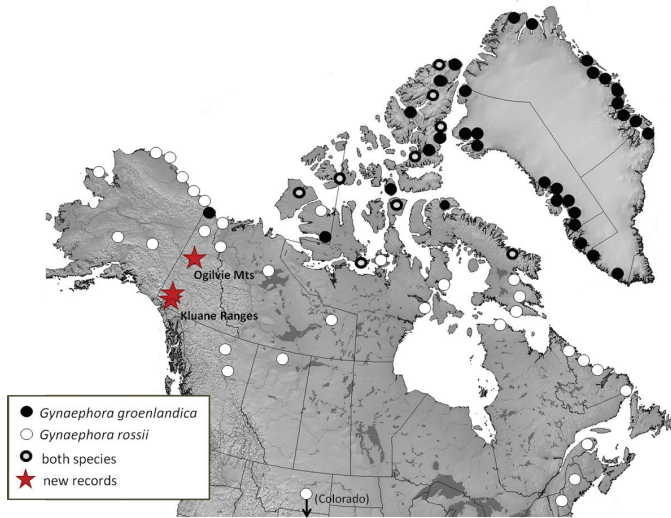 Ogilvie Mts
Kluane Ranges
Gynaephora groenlandica
Gynaephora rossii
both species
new records
(Colorado)